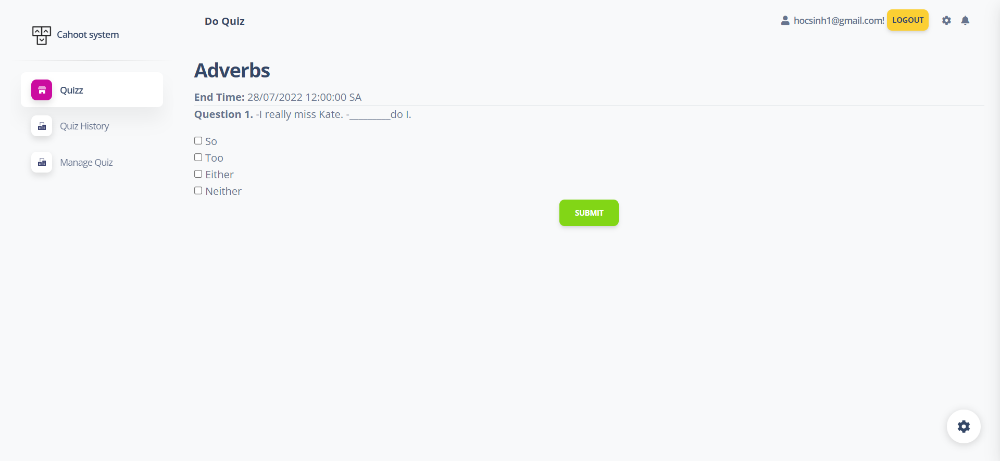 Cahoot system
Do Quiz
hocsinh1@gmail.com! LOGOUT
Quizz
Quiz History
Manage Quiz
Adverbs
End Time: 28/07/2022 12:00:00 SA
Question 1. -I really miss Kate. -_________do I.
So
Too
Either
Neither
SUBMIT